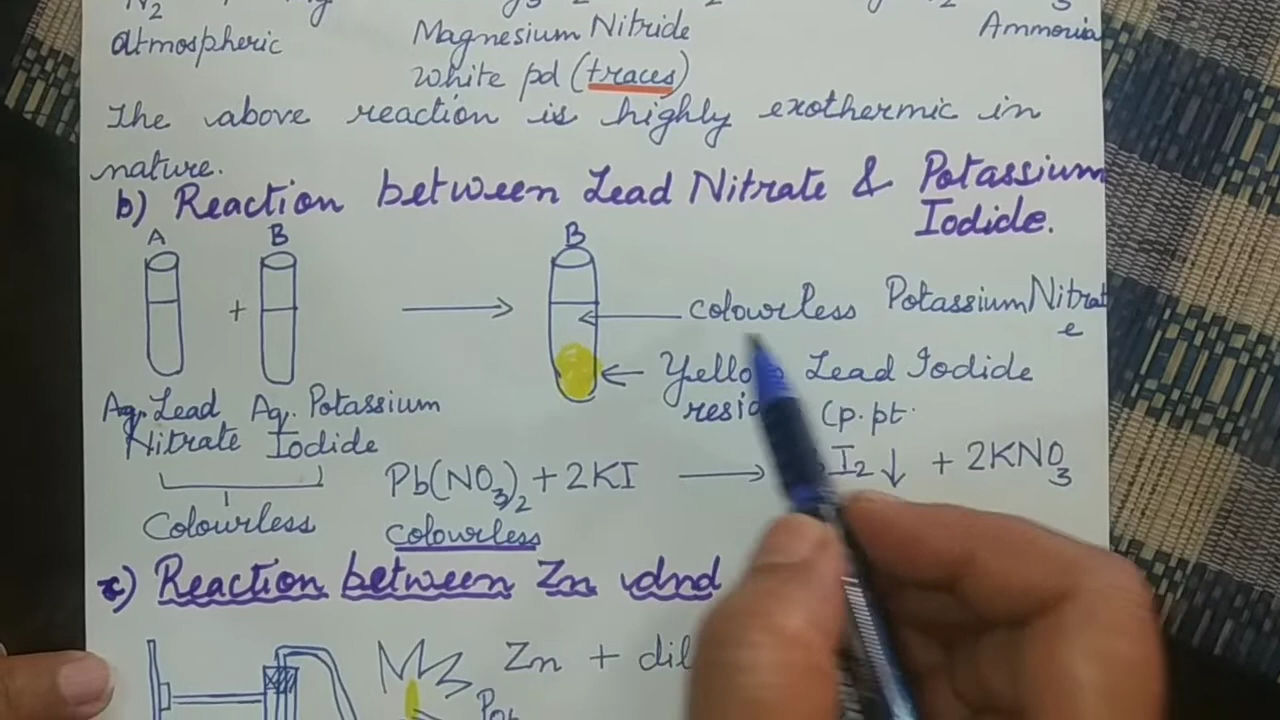 N2
atmospheric Magnesium Nitride Ammonia
white pd (traces)
The above reaction is highly exothermic in
nature.
b) Reaction between Lead Nitrate & Potassium
Iodide.
A B B
+ colourless Potassium Nitrate
Yellow Lead Iodide
(p.pt.
Aq. Lead Aq. Potassium
Nitrate Iodide
Pb(NO3)2 + 2KI → I2↓ + 2KNO3
Colourless colourless
c) Reaction between Zn and
Zn + dil